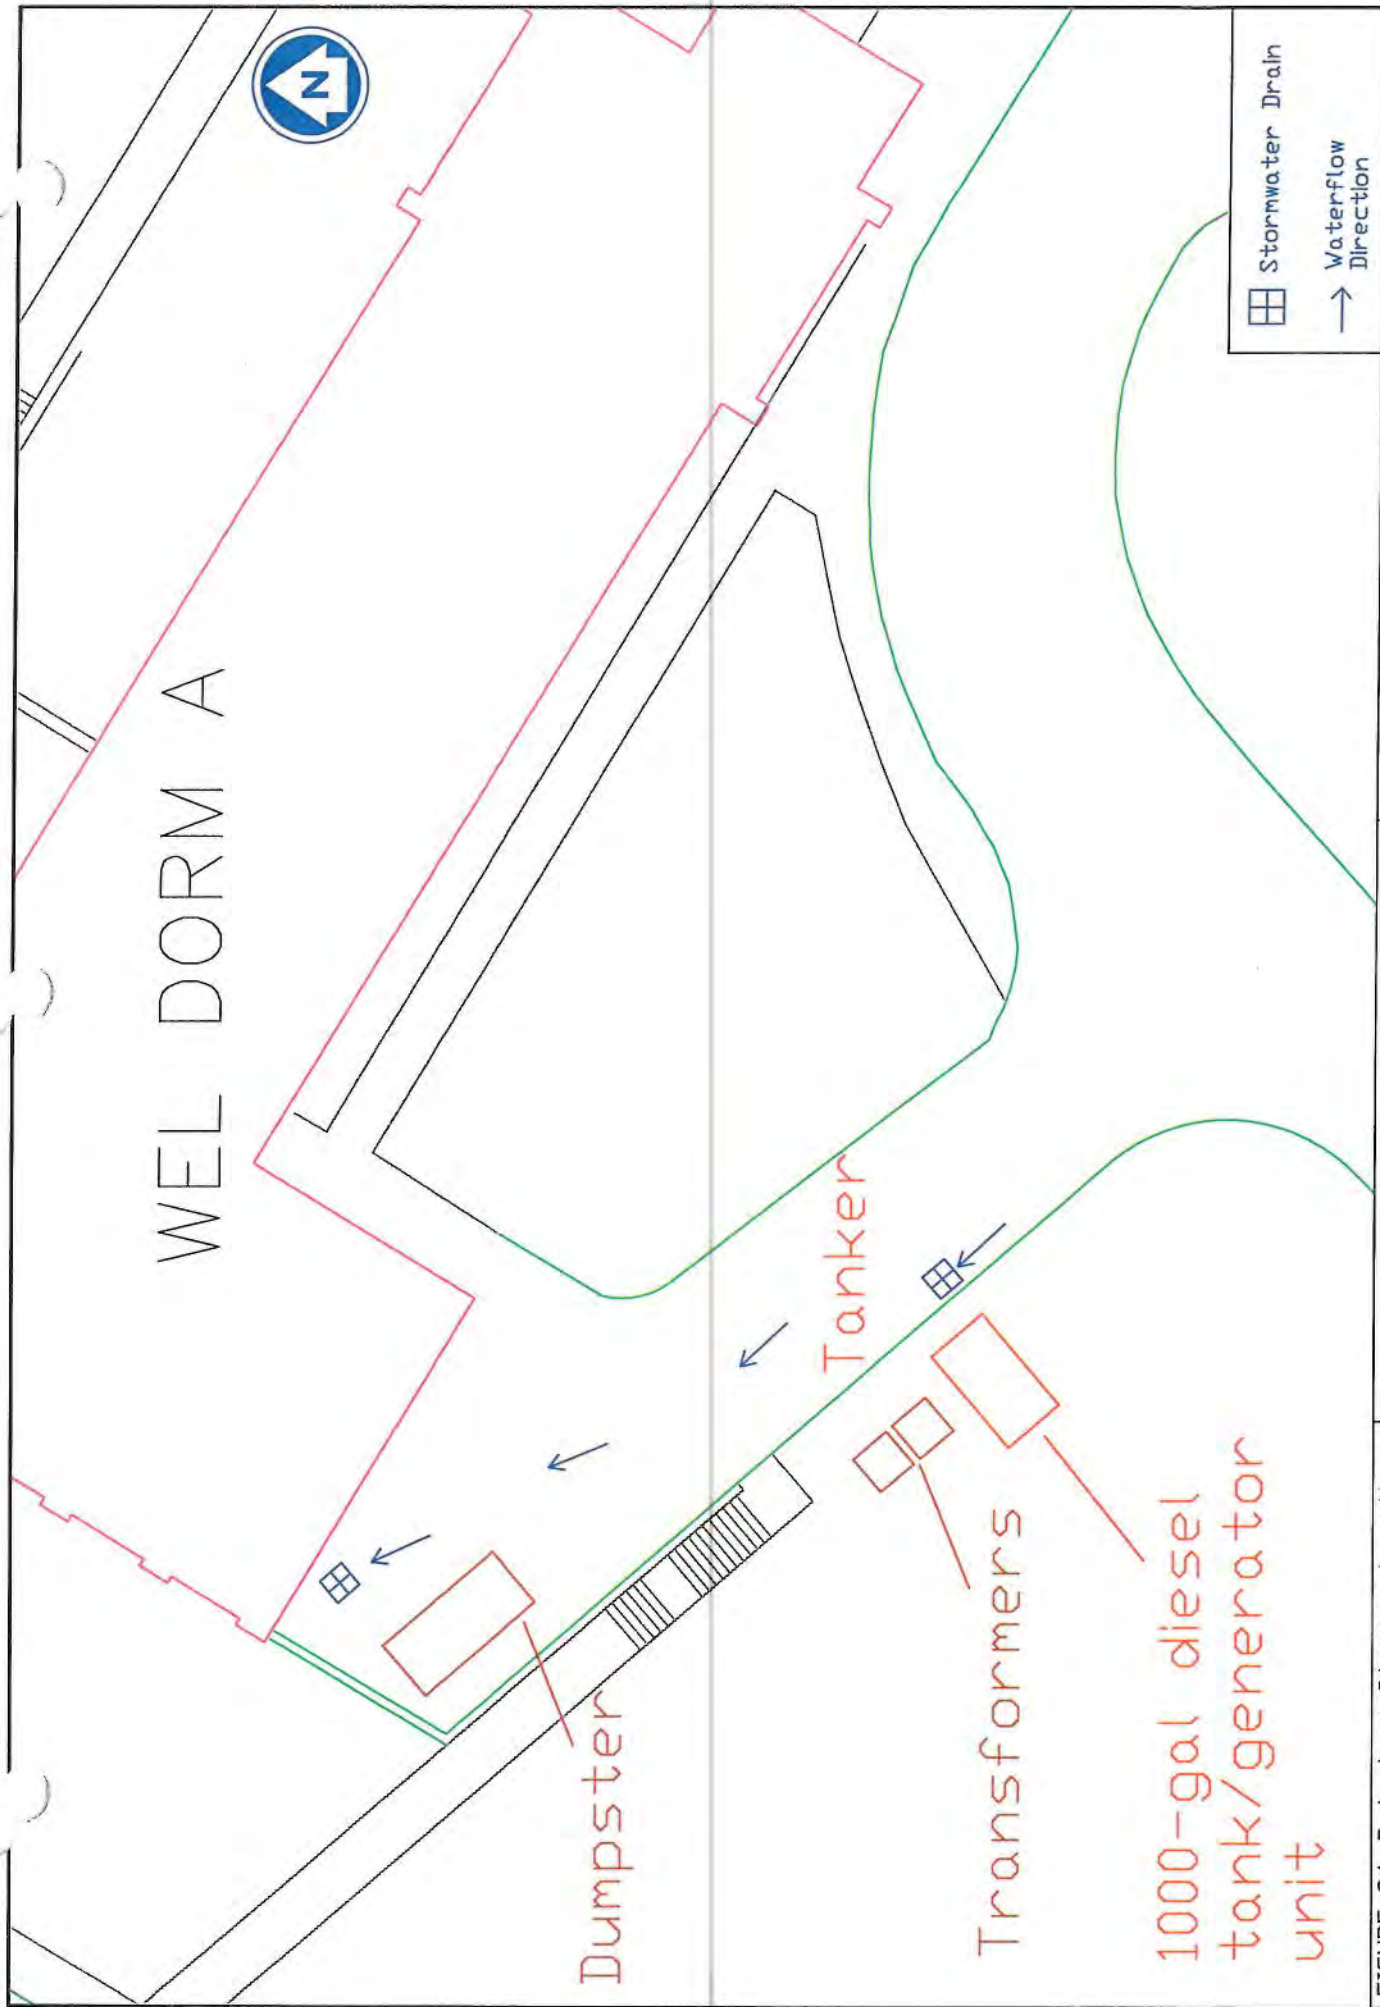 WEL DORM A
N
Tanker
Dumpster
Transformers
1000-gal diesel
tank/generator
unit
Stormwater Drain
Waterflow
Direction